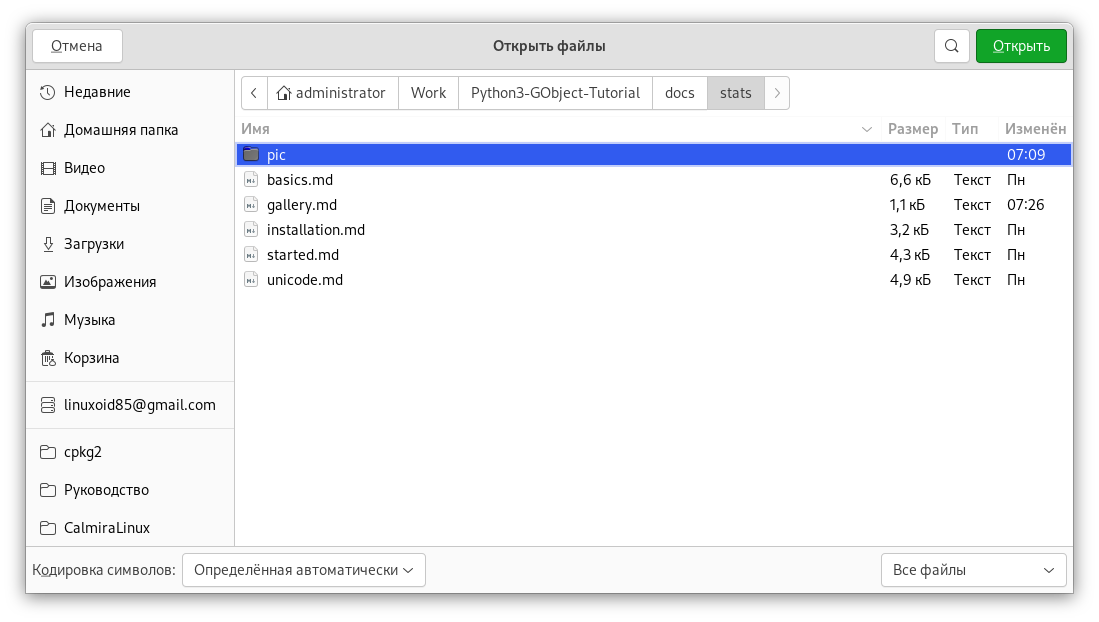 Отмена Открыть файлы Открыть
Недавние
Домашняя папка
Видео
Документы
Загрузки
Изображения
Музыка
Корзина
linuxoid85@gmail.com
cpkg2
Руководство
CalmiraLinux
administrator Work Python3-GObject-Tutorial docs stats
Имя Размер Тип Изменён
pic 07:09
basics.md 6,6 кБ Текст Пн
gallery.md 1,1 кБ Текст 07:26
installation.md 3,2 кБ Текст Пн
started.md 4,3 кБ Текст Пн
unicode.md 4,9 кБ Текст Пн
Кодировка символов: Определённая автоматически Все файлы